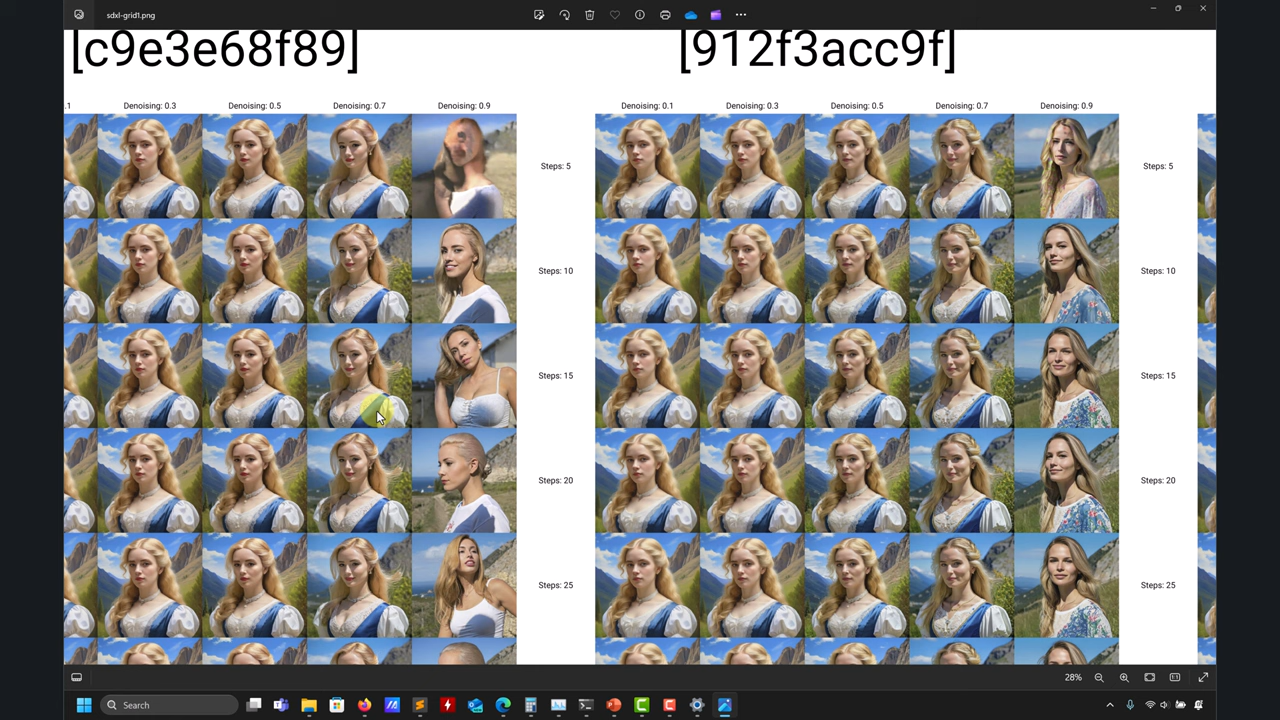 sdxl-grid1.png
[c9e3e68f89] [912f3acc9f]
.1 Denoising: 0.3 Denoising: 0.5 Denoising: 0.7 Denoising: 0.9 Denoising: 0.1 Denoising: 0.3 Denoising: 0.5 Denoising: 0.7 Denoising: 0.9
Steps: 5 Steps: 5
Steps: 10 Steps: 10
Steps: 15 Steps: 15
Steps: 20 Steps: 20
Steps: 25 Steps: 25
28%
Search